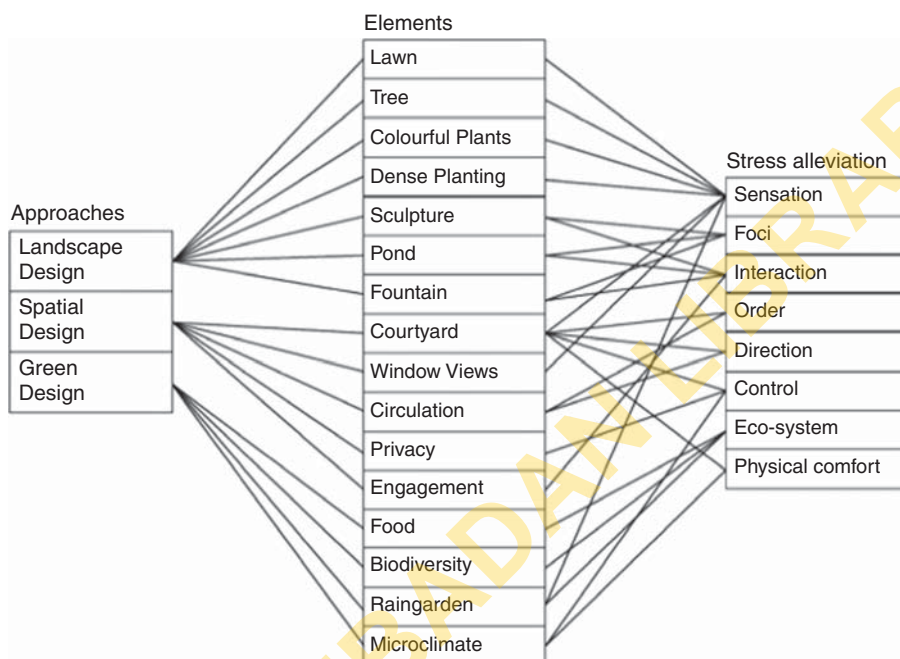 Elements
Lawn
Tree
Colourful Plants
Dense Planting
Sculpture
Pond
Fountain
Courtyard
Window Views
Circulation
Privacy
Engagement
Food
Biodiversity
Raingarden
Microclimate
Approaches
Landscape
Design
Spatial
Design
Green
Design
Stress alleviation
Sensation
Foci
Interaction
Order
Direction
Control
Eco-system
Physical comfort
BADAN LIBRAR